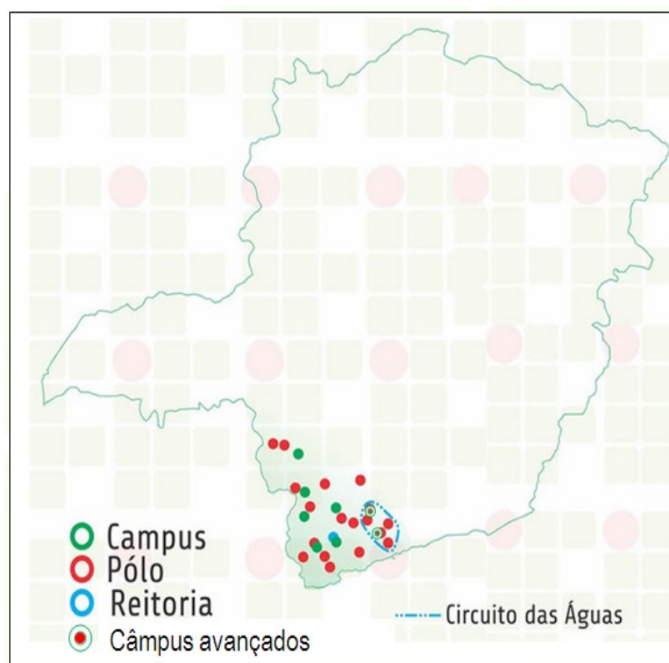 Campus
Pólo
Reitoria
Circuito das Águas
Câmpus avançados